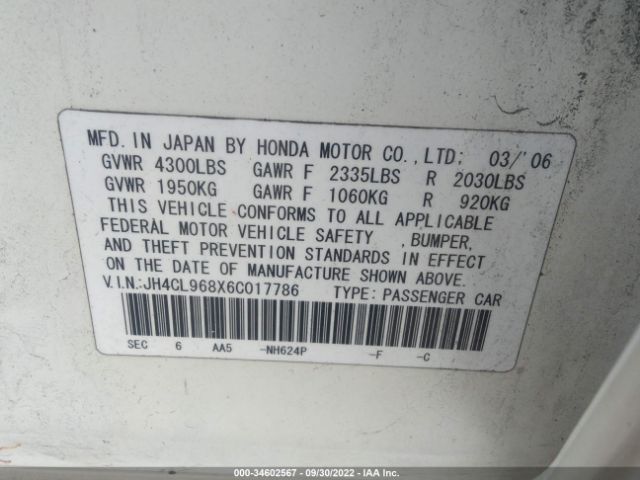 MFD. IN JAPAN BY HONDA MOTOR CO., LTD; 03/'06
GVWR 4300LBS GAWR F 2335LBS R 2030LBS
GVWR 1950KG GAWR F 1060KG R 920KG
THIS VEHICLE CONFORMS TO ALL APPLICABLE
FEDERAL MOTOR VEHICLE SAFETY , BUMPER,
AND THEFT PREVENTION STANDARDS IN EFFECT
ON THE DATE OF MANUFACTURE SHOWN ABOVE.
V.I.N.:JH4CL968X6C017786 TYPE: PASSENGER CAR
SEC 6 AA5 -NH624P -F -C
000-34602567 - 09/30/2022 - IAA Inc.